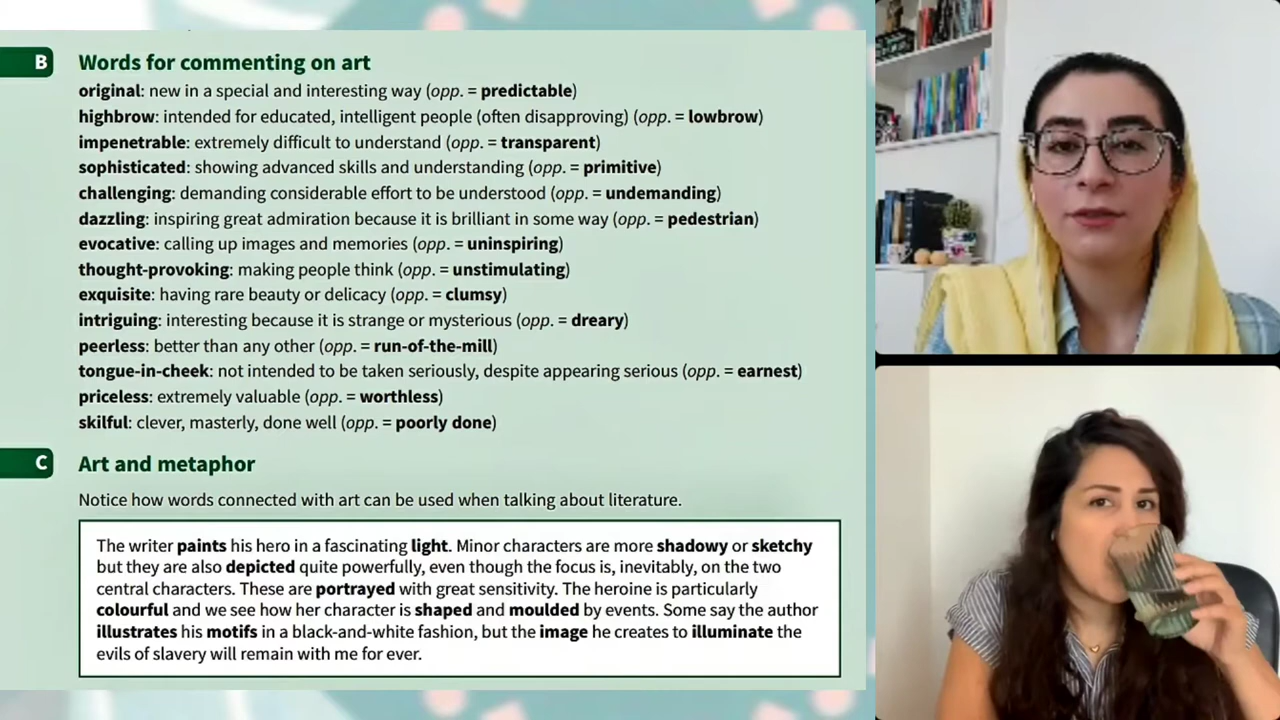 B
Words for commenting on art
original: new in a special and interesting way (opp. = predictable)
highbrow: intended for educated, intelligent people (often disapproving) (opp. = lowbrow)
impenetrable: extremely difficult to understand (opp. = transparent)
sophisticated: showing advanced skills and understanding (opp. = primitive)
challenging: demanding considerable effort to be understood (opp. = undemanding)
dazzling: inspiring great admiration because it is brilliant in some way (opp. = pedestrian)
evocative: calling up images and memories (opp. = uninspiring)
thought-provoking: making people think (opp. = unstimulating)
exquisite: having rare beauty or delicacy (opp. = clumsy)
intriguing: interesting because it is strange or mysterious (opp. = dreary)
peerless: better than any other (opp. = run-of-the-mill)
tongue-in-cheek: not intended to be taken seriously, despite appearing serious (opp. = earnest)
priceless: extremely valuable (opp. = worthless)
skilful: clever, masterly, done well (opp. = poorly done)
C
Art and metaphor
Notice how words connected with art can be used when talking about literature.
The writer paints his hero in a fascinating light. Minor characters are more shadowy or sketchy
but they are also depicted quite powerfully, even though the focus is, inevitably, on the two
central characters. These are portrayed with great sensitivity. The heroine is particularly
colourful and we see how her character is shaped and moulded by events. Some say the author
illustrates his motifs in a black-and-white fashion, but the image he creates to illuminate the
evils of slavery will remain with me for ever.